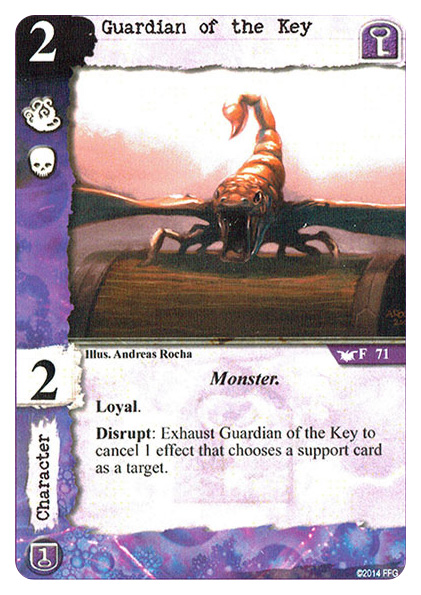 2
Guardian of the Key
Illus. Andreas Rocha
F 71
2
Monster.
Loyal.
Disrupt: Exhaust Guardian of the Key to
cancel 1 effect that chooses a support card
as a target.
Character
1
©2014 FFG